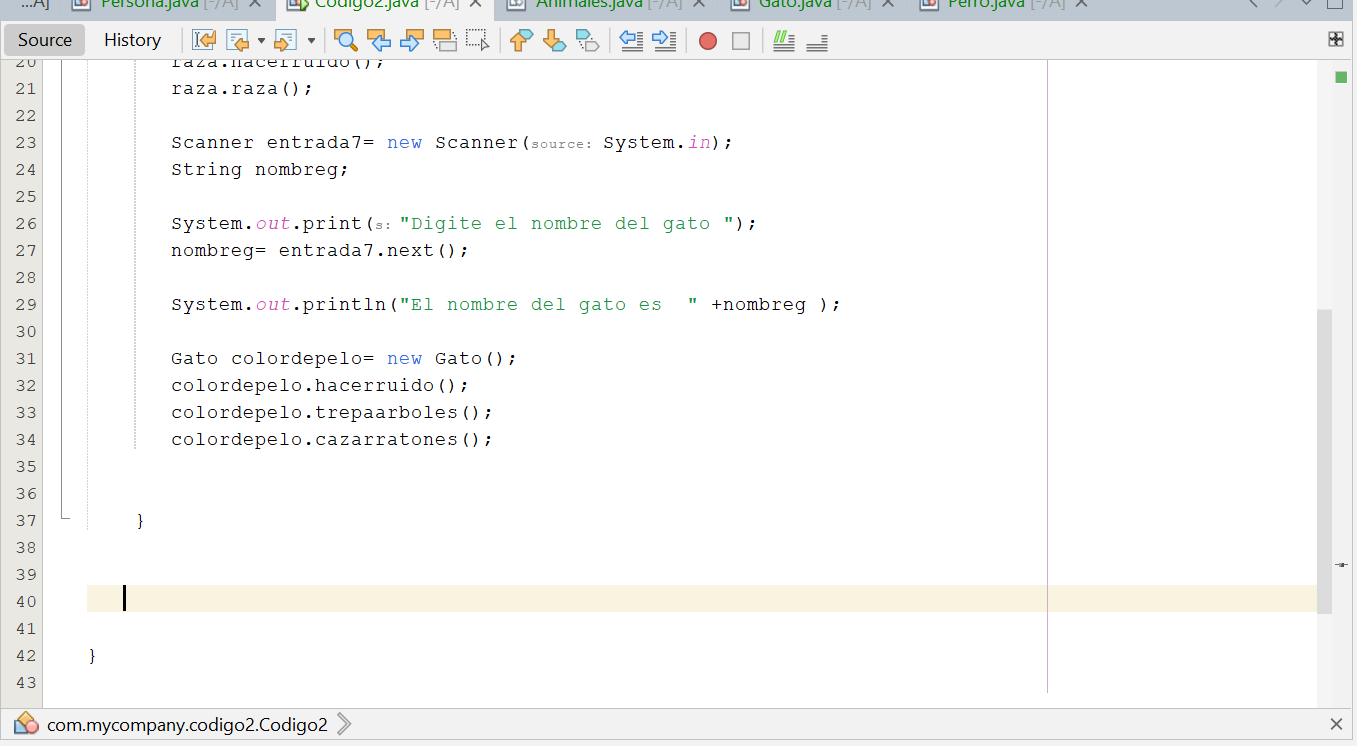 ...A] Persona.java [-/A] Codigo2.java [-/A] Animales.java [-/A] Gato.java [-/A] Perro.java [-/A]
Source History
20 raza.hacerruido();
21 raza.raza();
22
23 Scanner entrada7= new Scanner(source: System.in);
24 String nombreg;
25
26 System.out.print(s: "Digite el nombre del gato ");
27 nombreg= entrada7.next();
28
29 System.out.println("El nombre del gato es  " +nombreg );
30
31 Gato colordepelo= new Gato();
32 colordepelo.hacerruido();
33 colordepelo.trepaarboles();
34 colordepelo.cazarratones();
35
36
37 }
38
39
40
41
42 }
43
com.mycompany.codigo2.Codigo2